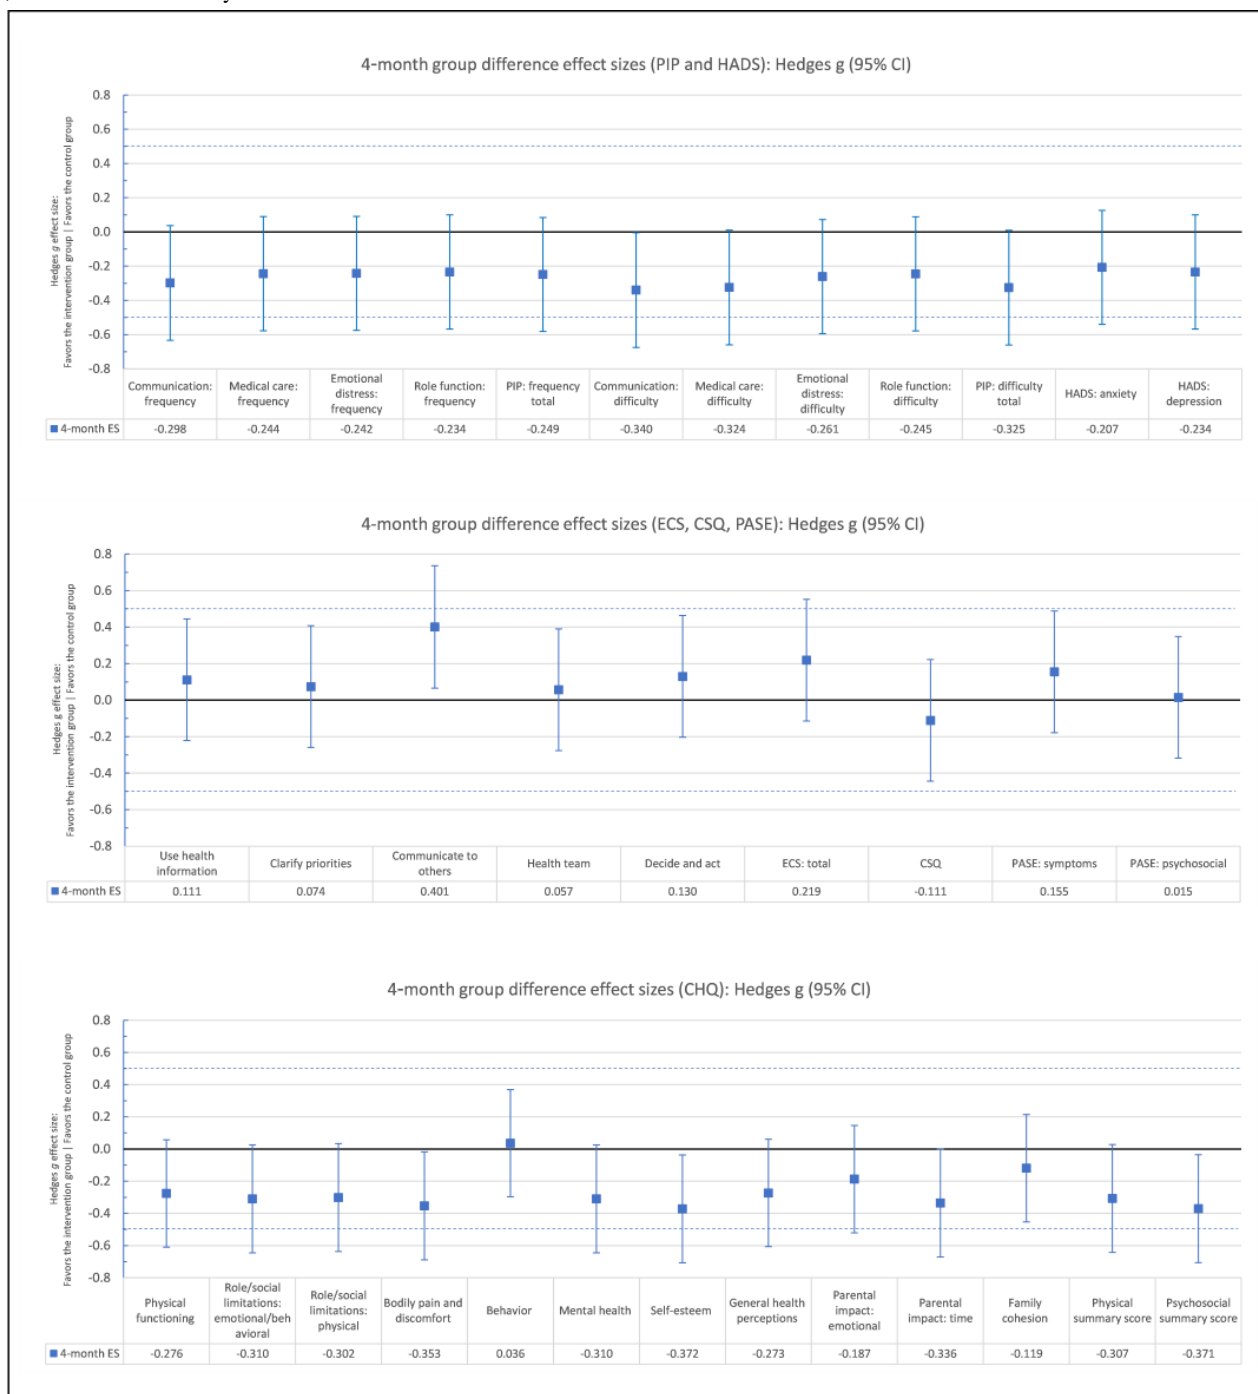 4-month group difference effect sizes (PIP and HADS): Hedges g (95% CI)
Hedges g effect size:
Favors the intervention group | Favors the control group
0.8
0.6
0.4
0.2
0.0
-0.2
-0.4
-0.6
-0.8
Communication: frequency
Medical care: frequency
Emotional distress: frequency
Role function: frequency
PIP: frequency total
Communication: difficulty
Medical care: difficulty
Emotional distress: difficulty
Role function: difficulty
PIP: difficulty total
HADS: anxiety
HADS: depression
4-month ES -0.298 -0.244 -0.242 -0.234 -0.249 -0.340 -0.324 -0.261 -0.245 -0.325 -0.207 -0.234
4-month group difference effect sizes (ECS, CSQ, PASE): Hedges g (95% CI)
Hedges g effect size:
Favors the intervention group | Favors the control group
0.8
0.6
0.4
0.2
0.0
-0.2
-0.4
-0.6
-0.8
Use health information
Clarify priorities
Communicate to others
Health team
Decide and act
ECS: total
CSQ
PASE: symptoms
PASE: psychosocial
4-month ES 0.111 0.074 0.401 0.057 0.130 0.219 -0.111 0.155 0.015
4-month group difference effect sizes (CHQ): Hedges g (95% CI)
Hedges g effect size:
Favors the intervention group | Favors the control group
0.8
0.6
0.4
0.2
0.0
-0.2
-0.4
-0.6
-0.8
Physical functioning
Role/social limitations: emotional/beh avioral
Role/social limitations: physical
Bodily pain and discomfort
Behavior
Mental health
Self-esteem
General health perceptions
Parental impact: emotional
Parental impact: time
Family cohesion
Physical summary score
Psychosocial summary score
4-month ES -0.276 -0.310 -0.302 -0.353 0.036 -0.310 -0.372 -0.273 -0.187 -0.336 -0.119 -0.307 -0.371